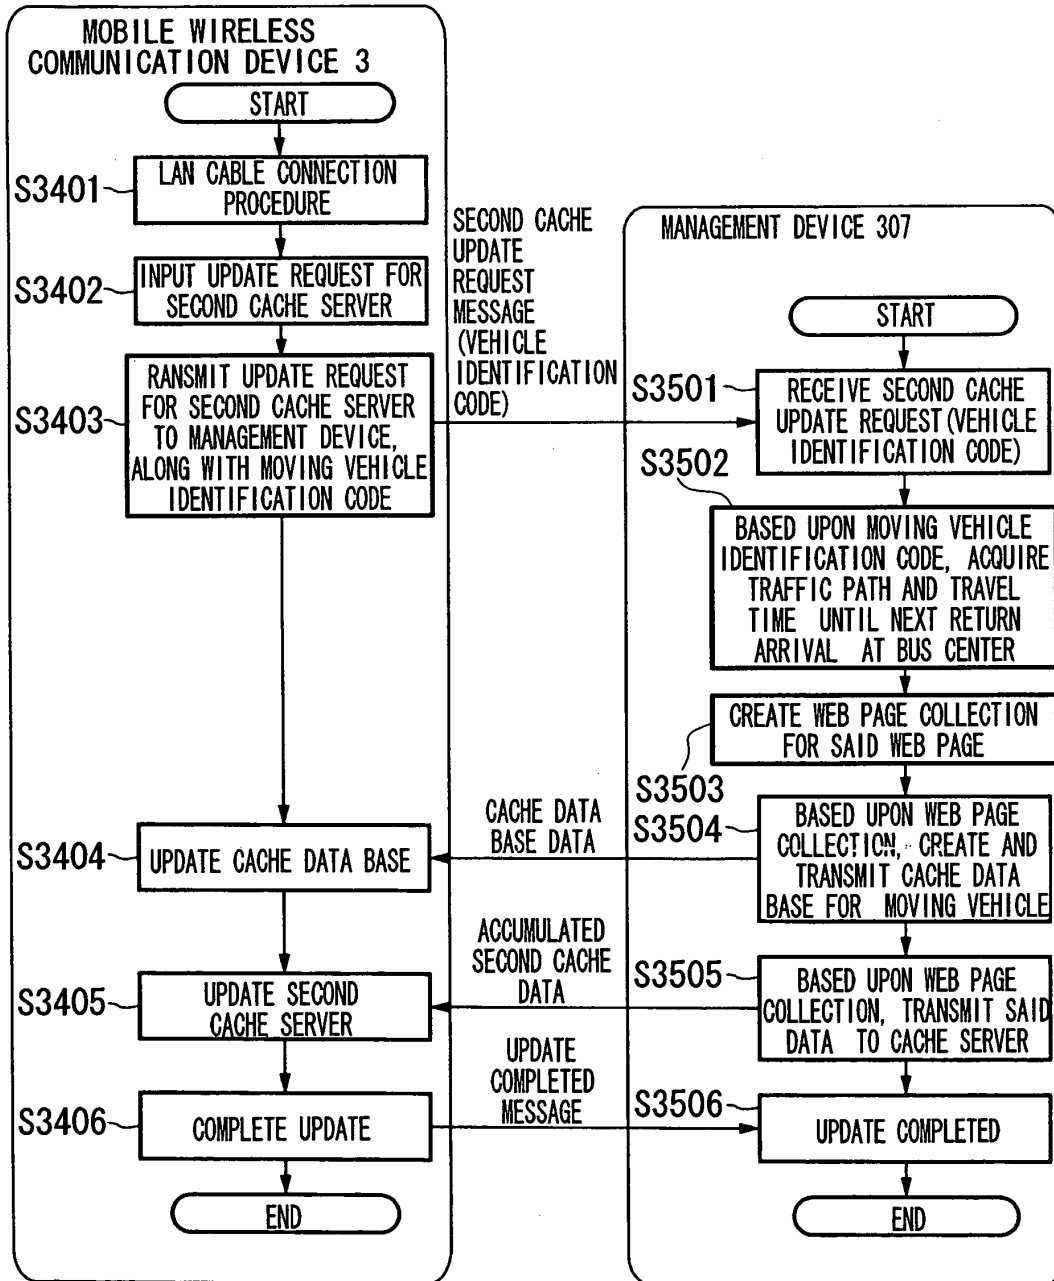 MOBILE WIRELESS
COMMUNICATION DEVICE 3
START
S3401
LAN CABLE CONNECTION
PROCEDURE
S3402
INPUT UPDATE REQUEST FOR
SECOND CACHE SERVER
S3403
RANSMIT UPDATE REQUEST
FOR SECOND CACHE SERVER
TO MANAGEMENT DEVICE,
ALONG WITH MOVING VEHICLE
IDENTIFICATION CODE
S3404
UPDATE CACHE DATA BASE
S3405
UPDATE SECOND
CACHE SERVER
S3406
COMPLETE UPDATE
END
SECOND CACHE
UPDATE
REQUEST
MESSAGE
(VEHICLE
IDENTIFICATION
CODE)
CACHE DATA
BASE DATA
ACCUMULATED
SECOND CACHE
DATA
UPDATE
COMPLETED
MESSAGE
MANAGEMENT DEVICE 307
START
S3501
RECEIVE SECOND CACHE
UPDATE REQUEST(VEHICLE
IDENTIFICATION CODE)
S3502
BASED UPON MOVING VEHICLE
IDENTIFICATION CODE, ACQUIRE
TRAFFIC PATH AND TRAVEL
TIME UNTIL NEXT RETURN
ARRIVAL AT BUS CENTER
CREATE WEB PAGE COLLECTION
FOR SAID WEB PAGE
S3503
S3504
BASED UPON WEB PAGE
COLLECTION, CREATE AND
TRANSMIT CACHE DATA
BASE FOR MOVING VEHICLE
S3505
BASED UPON WEB PAGE
COLLECTION, TRANSMIT SAID
DATA TO CACHE SERVER
S3506
UPDATE COMPLETED
END